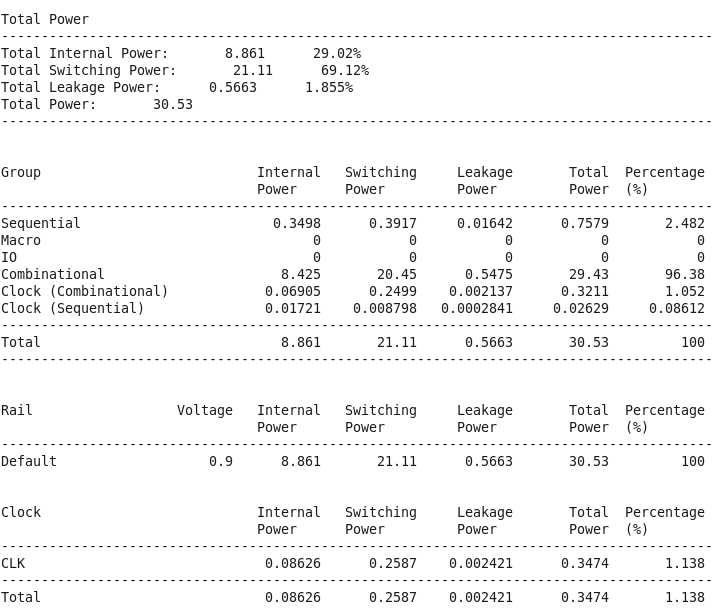 Total Power
-----------------------------------------------------------------------------------------
Total Internal Power:       8.861      29.02%
Total Switching Power:       21.11      69.12%
Total Leakage Power:      0.5663      1.855%
Total Power:       30.53
-----------------------------------------------------------------------------------------
Group                           Internal   Switching     Leakage       Total  Percentage
                                Power      Power         Power         Power  (%)
-----------------------------------------------------------------------------------------
Sequential                        0.3498      0.3917     0.01642      0.7579       2.482
Macro                                  0           0           0           0           0
IO                                     0           0           0           0           0
Combinational                      8.425       20.45      0.5475       29.43       96.38
Clock (Combinational)            0.06905      0.2499    0.002137      0.3211       1.052
Clock (Sequential)               0.01721    0.008798   0.0002841     0.02629     0.08612
-----------------------------------------------------------------------------------------
Total                              8.861       21.11      0.5663       30.53         100
-----------------------------------------------------------------------------------------
Rail                  Voltage   Internal   Switching     Leakage       Total  Percentage
                                Power      Power         Power         Power  (%)
-----------------------------------------------------------------------------------------
Default                   0.9      8.861       21.11      0.5663       30.53         100
Clock                           Internal   Switching     Leakage       Total  Percentage
                                Power      Power         Power         Power  (%)
-----------------------------------------------------------------------------------------
CLK                              0.08626      0.2587    0.002421      0.3474       1.138
-----------------------------------------------------------------------------------------
Total                            0.08626      0.2587    0.002421      0.3474       1.138